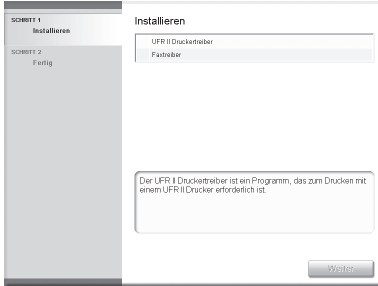 SCHRITT 1
Installieren
SCHRITT 2
Fertig
Installieren
UFR II Druckertreiber
Faxtreiber
Der UFR II Druckertreiber ist ein Programm, das zum Drucken mit
einem UFR II Drucker erforderlich ist.
Weiter